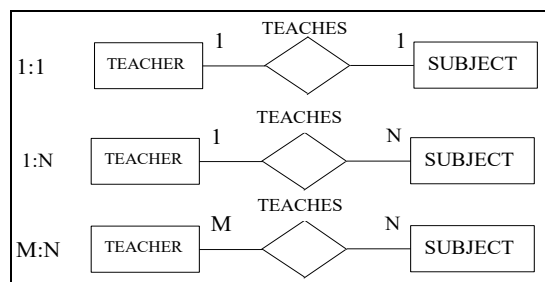 TEACHES
1:1 TEACHER 1 1 SUBJECT
TEACHES
1:N TEACHER 1 N SUBJECT
TEACHES
M:N TEACHER M N SUBJECT